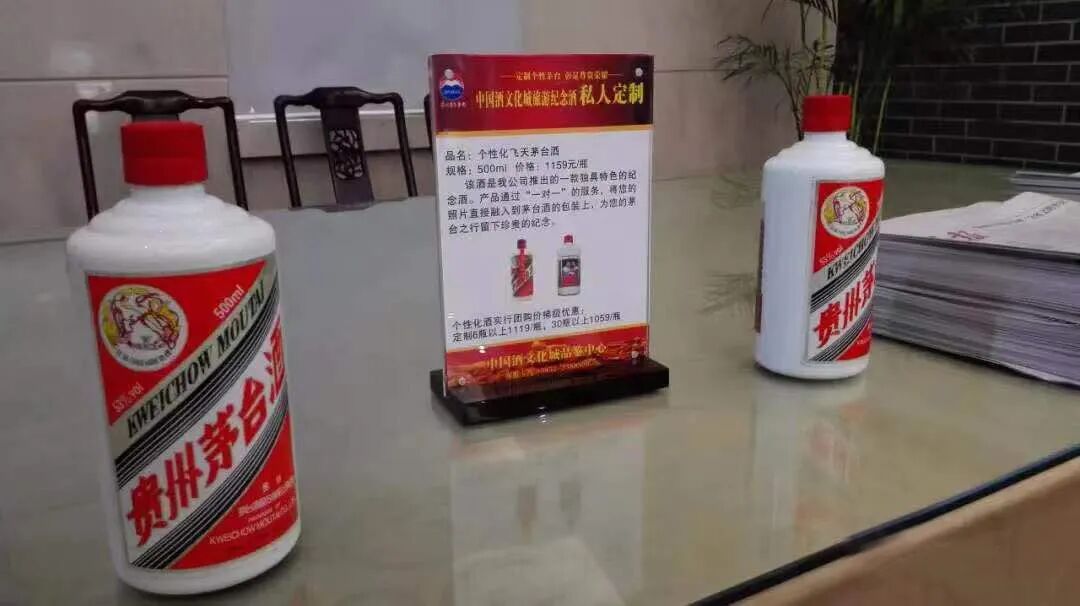 500ml
53%vol
KWEICHOW MOUTAI
贵州茅台酒
KWEICHOW MOUTAI CO.
定制个性茅台 彰显尊贵荣耀
中国酒文化城旅游纪念酒 私人定制
品名：个性化飞天茅台酒
规格：500ml 价格：1159元/瓶
该酒是我公司推出的一款独具特色的纪
念酒。产品通过“一对一”的服务，将您的
照片直接融入到茅台酒的包装上，为您的茅
台之行留下珍贵的纪念。
个性化酒实行团购价梯级优惠：
定制6瓶以上1119/瓶，30瓶以上1059/瓶
中国酒文化城品鉴中心
53%vol
KWEICHOW
贵州茅